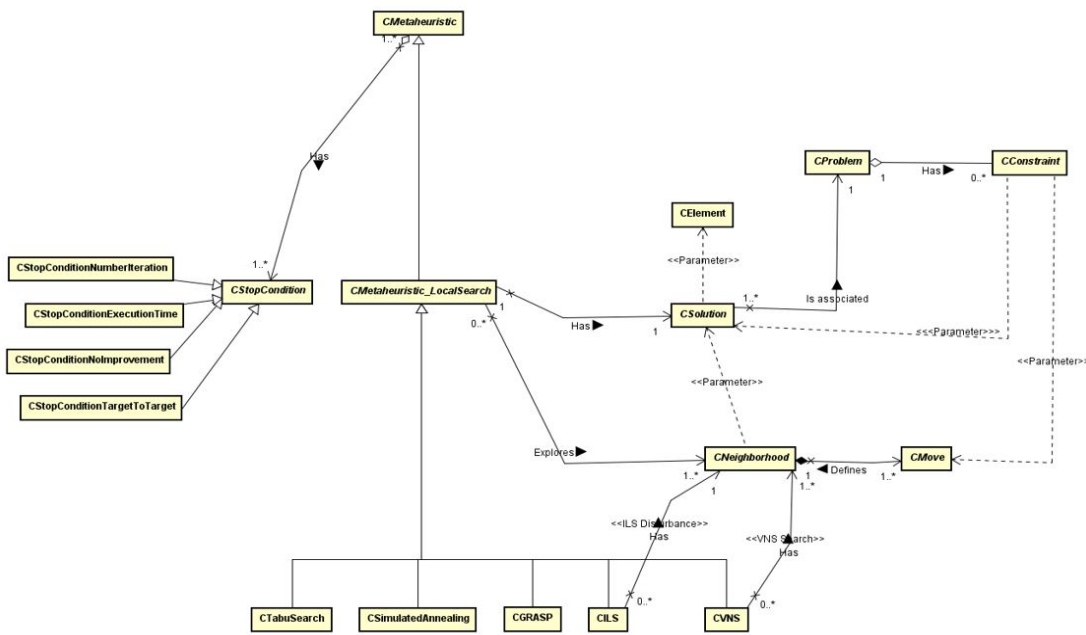 CMetaheuristic
1..*
Has
CProblem
1
Has
0..*
CConstraint
1
CElement
<<Parameter>>
CStopConditionNumberIteration
1..*
CStopCondition
CMetaheuristic_LocalSearch
1
0..*
Has
1
CSolution
1..*
Is associated
CStopConditionExecutionTime
<<Parameter>>
CStopConditionNoImprovement
<<Parameter>>
<<Parameter>>
CStopConditionTargetToTarget
Explores
CNeighborhood
1..*
1
1
1..*
Defines
1..*
CMove
<<ILS Disturbance>>
Has
<<VNS Search>>
Has
0..*
0..*
CTabuSearch
CSimulatedAnnealing
CGRASP
CILS
CVNS